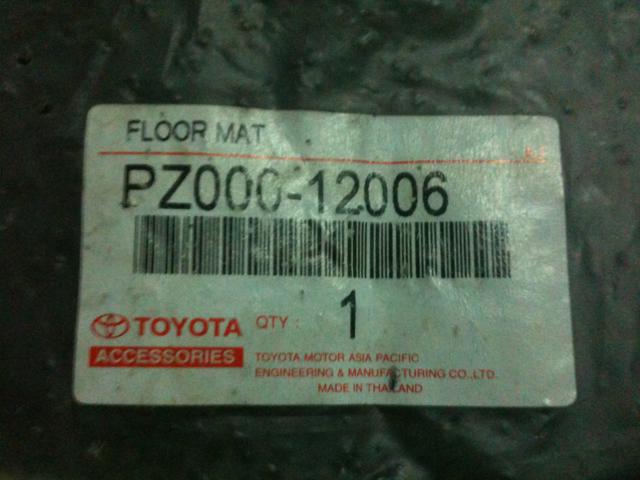 FLOOR MAT
PZ000-12006
TOYOTA QTY : 1
ACCESSORIES
TOYOTA MOTOR ASIA PACIFIC
ENGINEERING & MANUFACTURING CO.,LTD.
MADE IN THAILAND